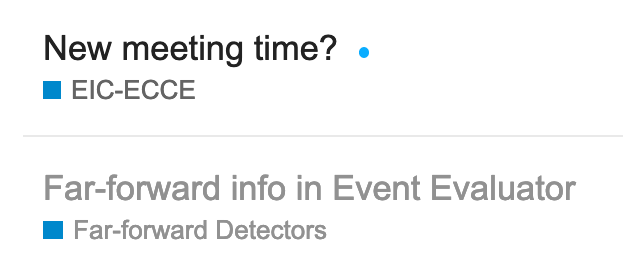 New meeting time?
EIC-ECCE
Far-forward info in Event Evaluator
Far-forward Detectors